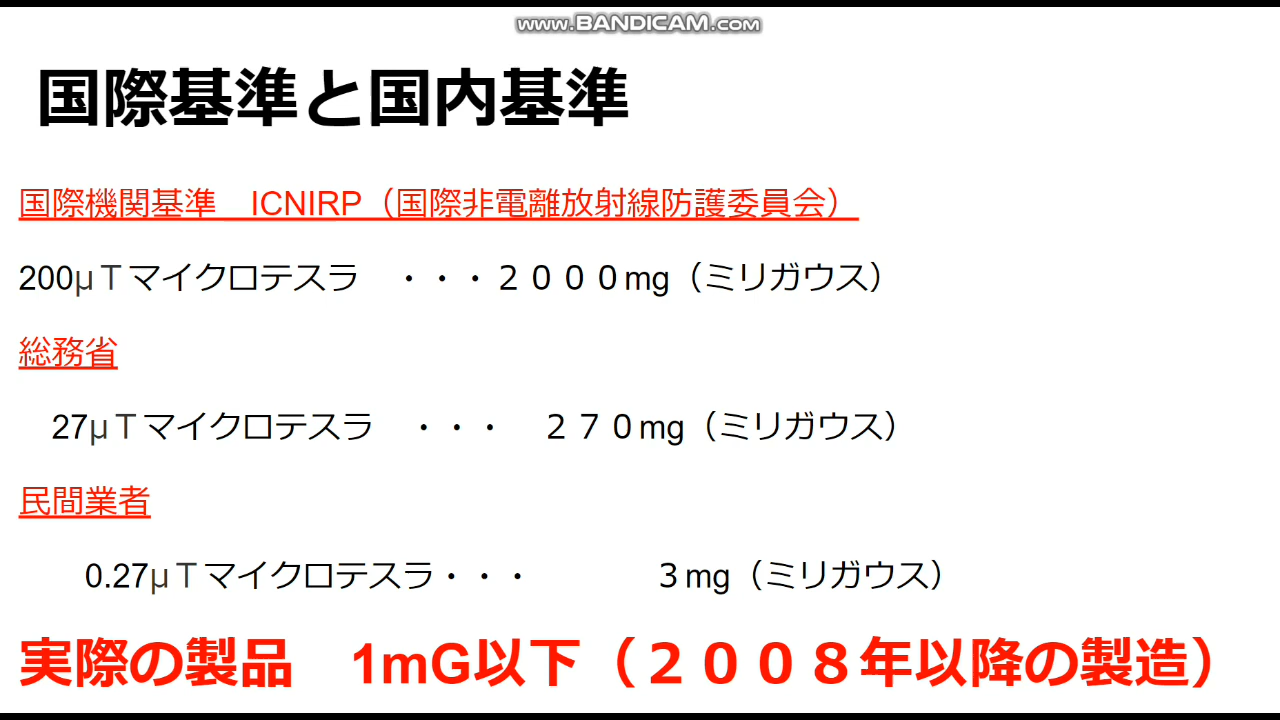 www.BANDICAM.com
国際基準と国内基準
国際機関基準　ICNIRP（国際非電離放射線防護委員会）
200μＴマイクロテスラ　・・・２０００mg（ミリガウス）
総務省
　27μＴマイクロテスラ　・・・　２７０mg（ミリガウス）
民間業者
　　0.27μＴマイクロテスラ・・・　　　　３mg（ミリガウス）
実際の製品　1mG以下（２００８年以降の製造）